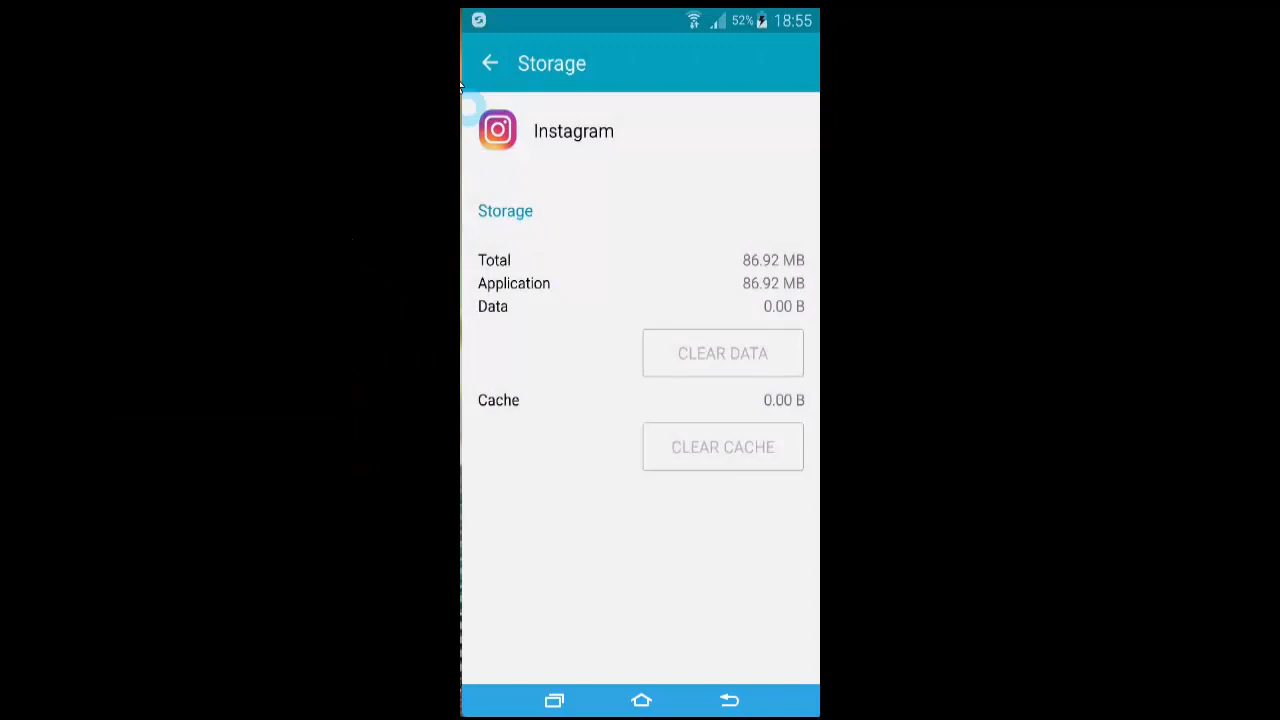 52% 18:55
Storage
Instagram
Storage
Total 86.92 MB
Application 86.92 MB
Data 0.00 B
CLEAR DATA
Cache 0.00 B
CLEAR CACHE